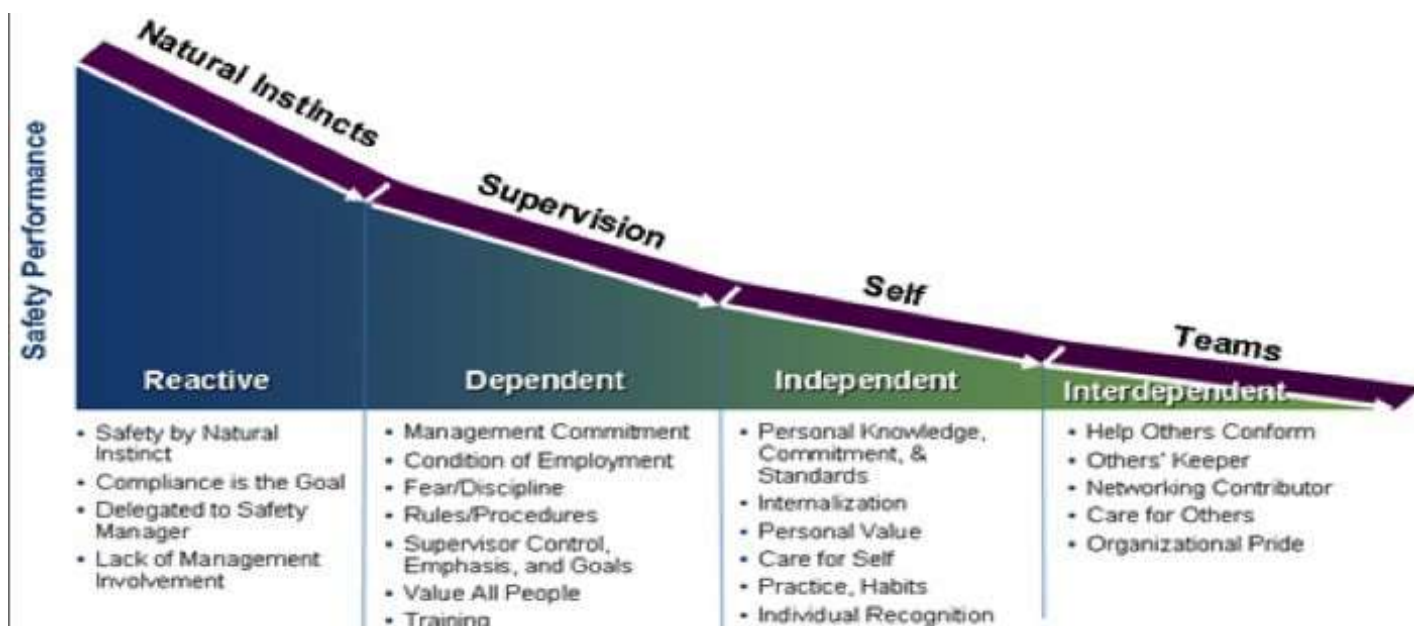 Safety Performance
Natural Instincts
Supervision
Self
Teams
Reactive
Dependent
Independent
Interdependent
• Safety by Natural
Instinct
• Compliance is the Goal
• Delegated to Safety
Manager
• Lack of Management
Involvement
• Management Commitment
• Condition of Employment
• Fear/Discipline
• Rules/Procedures
• Supervisor Control,
Emphasis, and Goals
• Value All People
• Training
• Personal Knowledge,
Commitment, &
Standards
• Internalization
• Personal Value
• Care for Self
• Practice, Habits
• Individual Recognition
• Help Others Conform
• Others' Keeper
• Networking Contributor
• Care for Others
• Organizational Pride